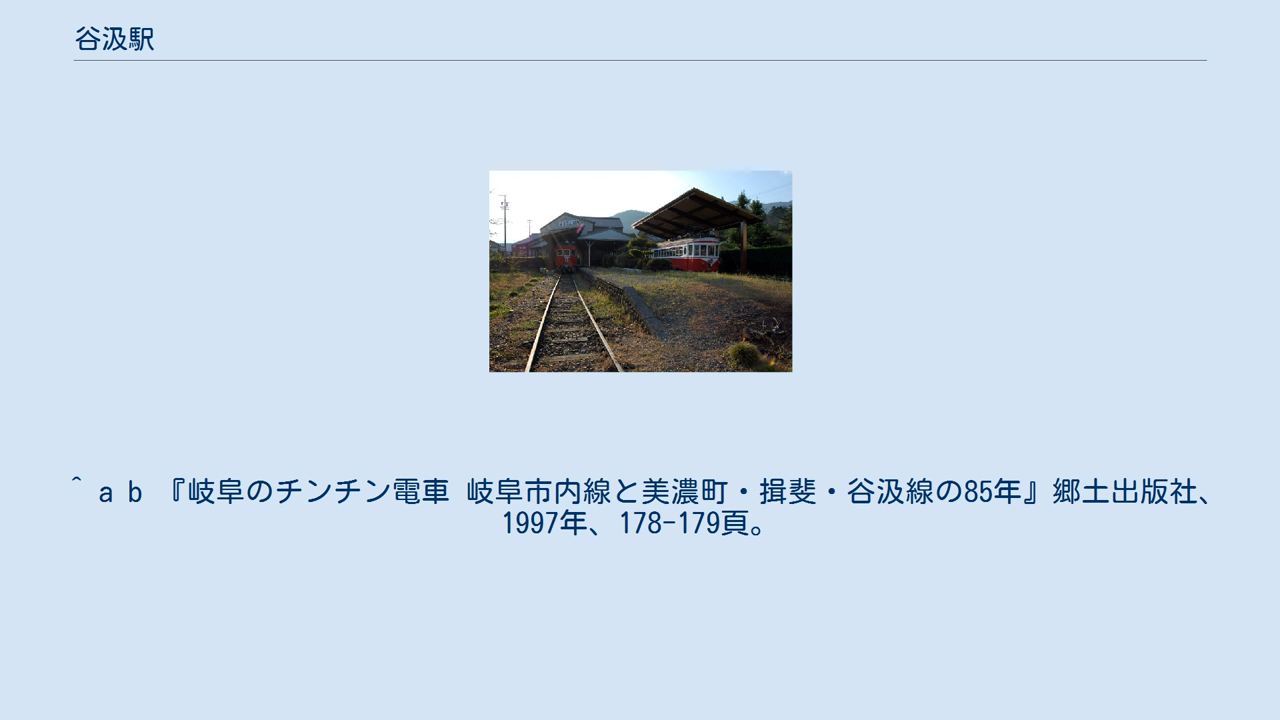 谷汲駅
^ a b 『岐阜のチンチン電車 岐阜市内線と美濃町・揖斐・谷汲線の85年』郷土出版社、
1997年、178-179頁。